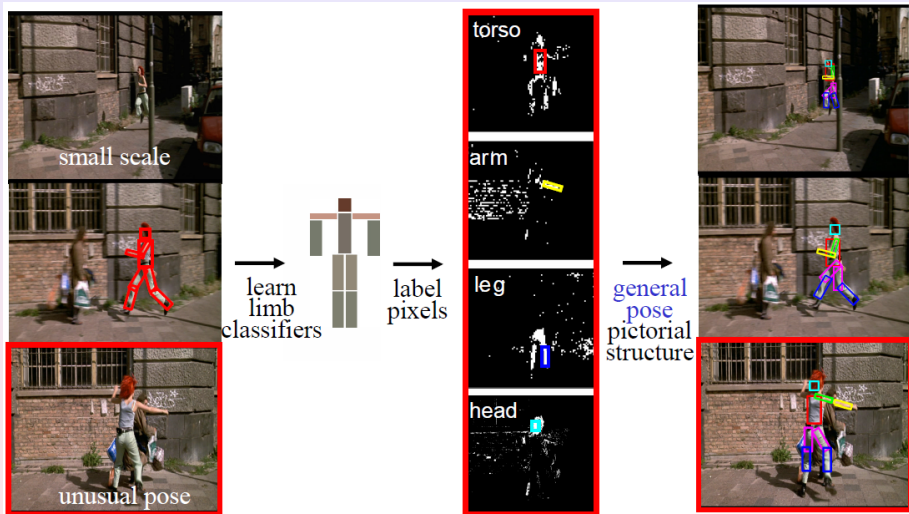 small scale
unusual pose
learn
limb
classifiers
label
pixels
torso
arm
leg
head
general
pose
pictorial
structure